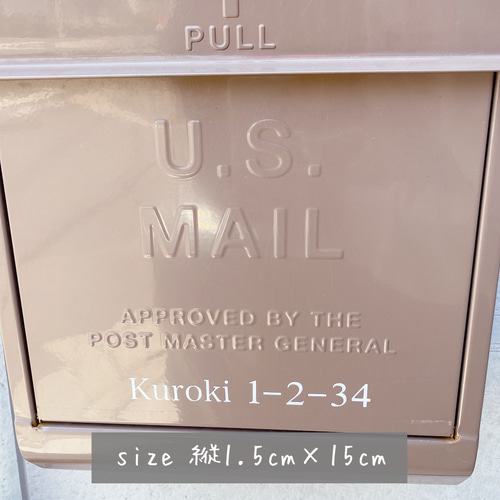 PULL
U.S.
MAIL
APPROVED BY THE
POST MASTER GENERAL
Kuroki 1-2-34
size 縦1.5cm×15cm